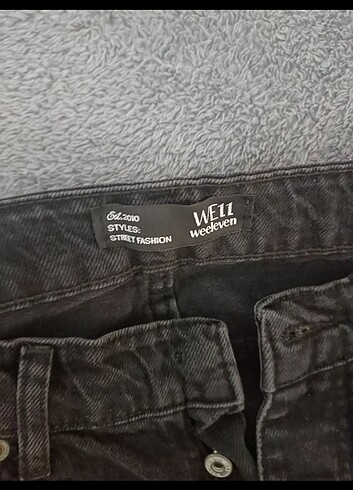 Est.2010
STYLES:
STREET FASHION
WE11
weeleven